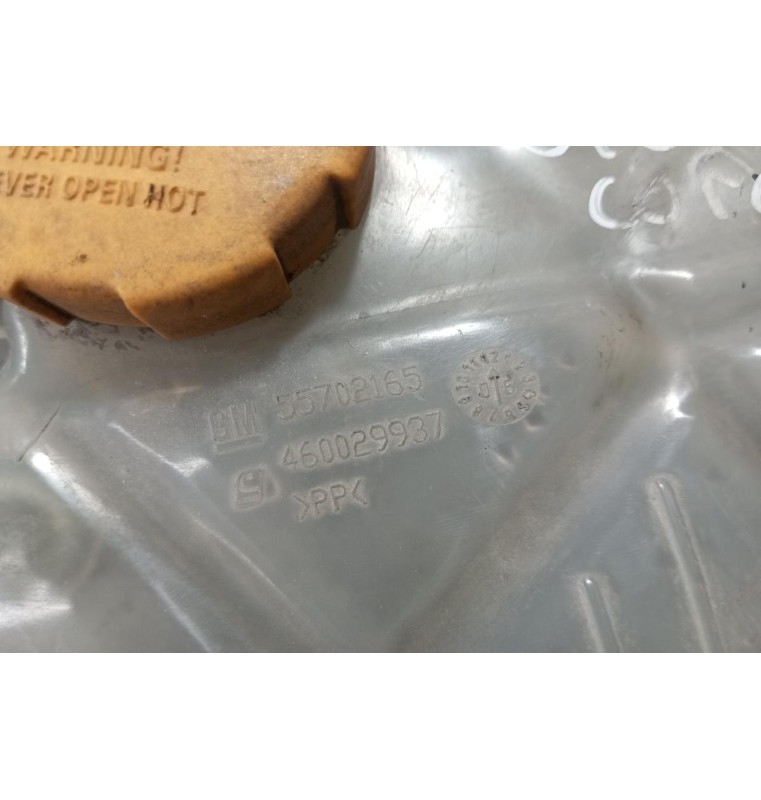 WARNING!
EVER OPEN HOT
GM 55702165
460029937
>PP<